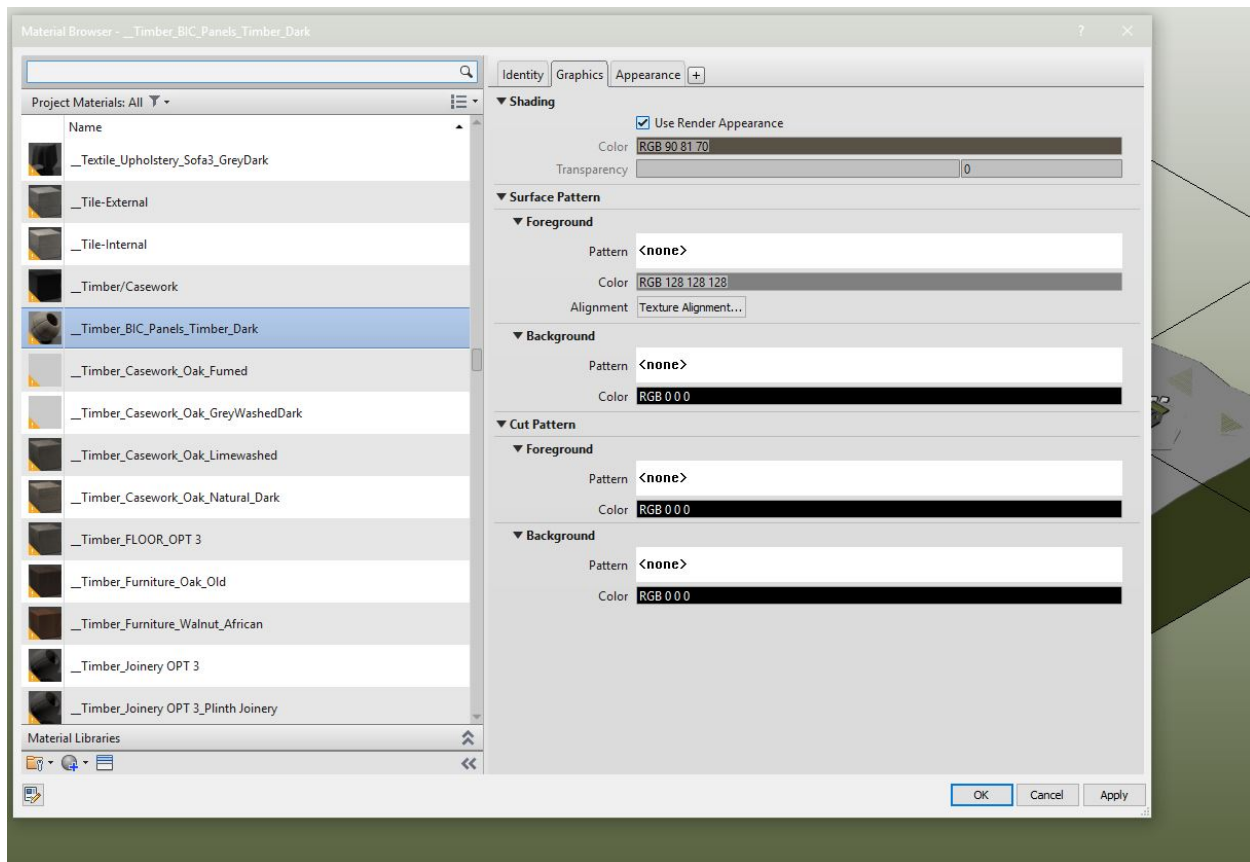 Material Browser - __Timber_BIC_Panels_Timber_Dark
?
Project Materials: All
Name
__Textile_Upholstery_Sofa3_GreyDark
__Tile-External
__Tile-Internal
__Timber/Casework
__Timber_BIC_Panels_Timber_Dark
__Timber_Casework_Oak_Fumed
__Timber_Casework_Oak_GreyWashedDark
__Timber_Casework_Oak_Limewashed
__Timber_Casework_Oak_Natural_Dark
__Timber_FLOOR_OPT 3
__Timber_Furniture_Oak_Old
__Timber_Furniture_Walnut_African
__Timber_Joinery OPT 3
__Timber_Joinery OPT 3_Plinth Joinery
Material Libraries
Identity Graphics Appearance +
Shading
Use Render Appearance
Color RGB 90 81 70
Transparency 0
Surface Pattern
Foreground
Pattern <none>
Color RGB 128 128 128
Alignment Texture Alignment...
Background
Pattern <none>
Color RGB 0 0 0
Cut Pattern
Foreground
Pattern <none>
Color RGB 0 0 0
Background
Pattern <none>
Color RGB 0 0 0
OK Cancel Apply